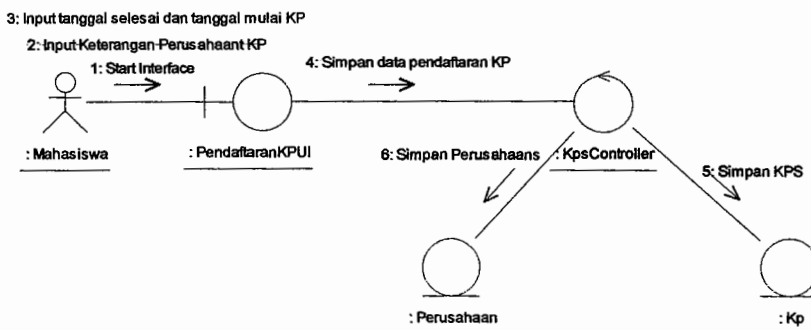 3: Input tanggal selesai dan tanggal mulai KP
2: Input Keterangan Perusahaant KP
1: Start Interface
4: Simpan data pendaftaran KP
: Mahasiswa
: PendaftaranKPUI
6: Simpan Perusahaans
: KpsController
5: Simpan KPS
: Perusahaan
: Kp